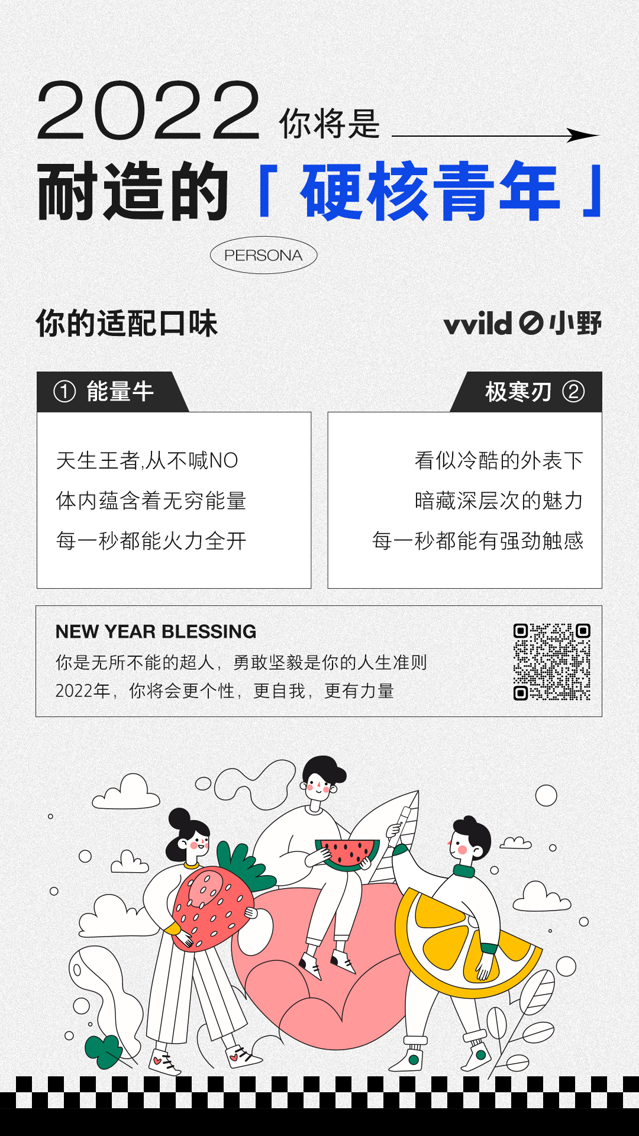 2022 你将是
耐造的「硬核青年」
PERSONA
你的适配口味
vvild 小野
① 能量牛
天生王者,从不喊NO
体内蕴含着无穷能量
每一秒都能火力全开
极寒刃 ②
看似冷酷的外表下
暗藏深层次的魅力
每一秒都能有强劲触感
NEW YEAR BLESSING
你是无所不能的超人，勇敢坚毅是你的人生准则
2022年，你将会更个性，更自我，更有力量